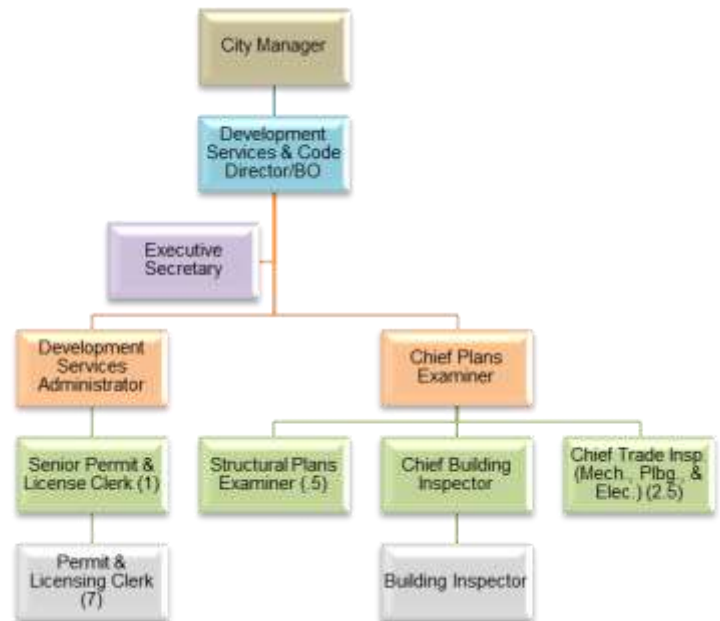 City Manager
Development
Services & Code
Director/BO
Executive
Secretary
Development
Services
Administrator
Chief Plans
Examiner
Senior Permit &
License Clerk (1)
Structural Plans
Examiner (.5)
Chief Building
Inspector
Chief Trade Insp.
(Mech., Plbg., &
Elec.) (2.5)
Permit &
Licensing Clerk
(7)
Building Inspector